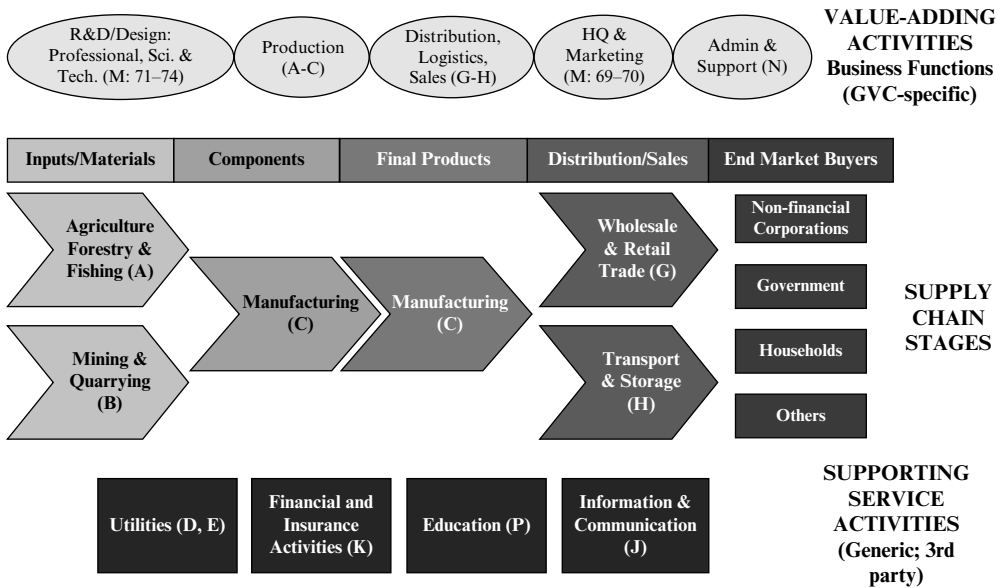 R&D/Design:
Professional, Sci. &
Tech. (M: 71–74)
Production
(A-C)
Distribution,
Logistics,
Sales (G-H)
HQ &
Marketing
(M: 69–70)
Admin &
Support (N)
VALUE-ADDING
ACTIVITIES
Business Functions
(GVC-specific)
Inputs/Materials
Components
Final Products
Distribution/Sales
End Market Buyers
Agriculture
Forestry &
Fishing (A)
Mining &
Quarrying
(B)
Manufacturing
(C)
Manufacturing
(C)
Wholesale
& Retail
Trade (G)
Transport
& Storage
(H)
Non-financial
Corporations
Government
Households
Others
SUPPLY
CHAIN
STAGES
Utilities (D, E)
Financial and
Insurance
Activities (K)
Education (P)
Information &
Communication
(J)
SUPPORTING
SERVICE
ACTIVITIES
(Generic; 3rd
party)